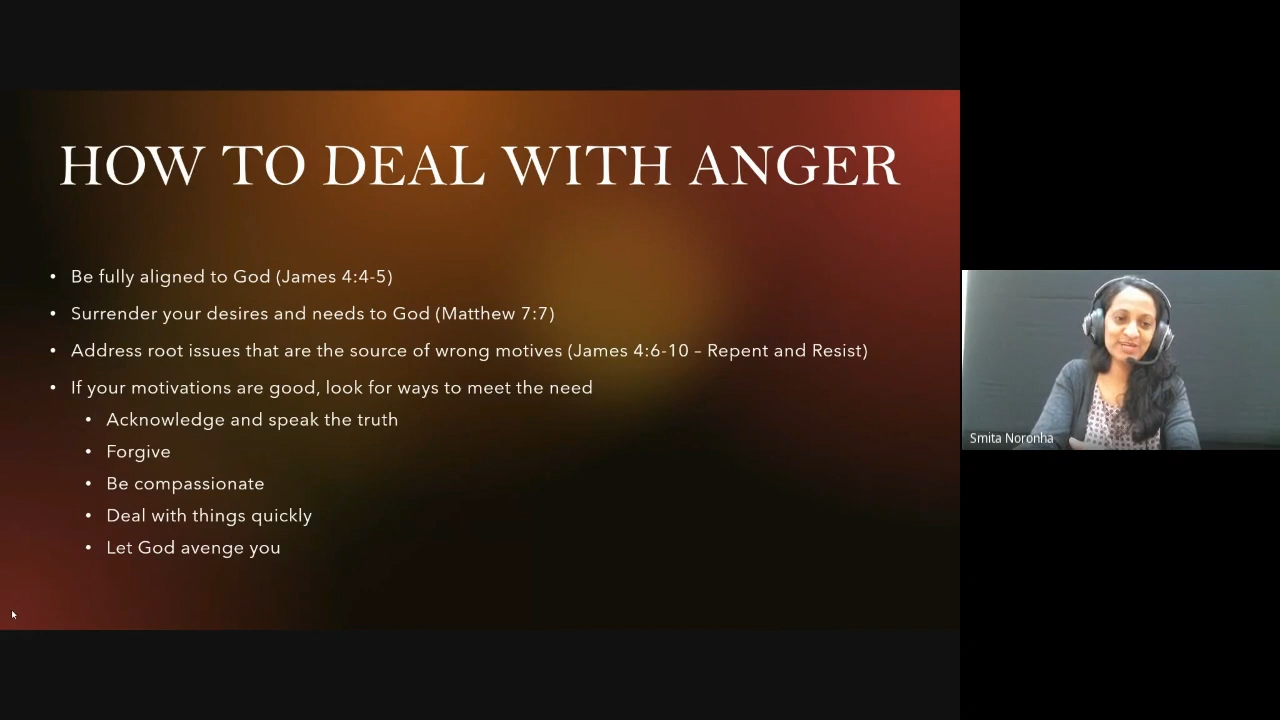 HOW TO DEAL WITH ANGER
• Be fully aligned to God (James 4:4-5)
• Surrender your desires and needs to God (Matthew 7:7)
• Address root issues that are the source of wrong motives (James 4:6-10 – Repent and Resist)
• If your motivations are good, look for ways to meet the need
• Acknowledge and speak the truth
• Forgive
• Be compassionate
• Deal with things quickly
• Let God avenge you
Smita Noronha